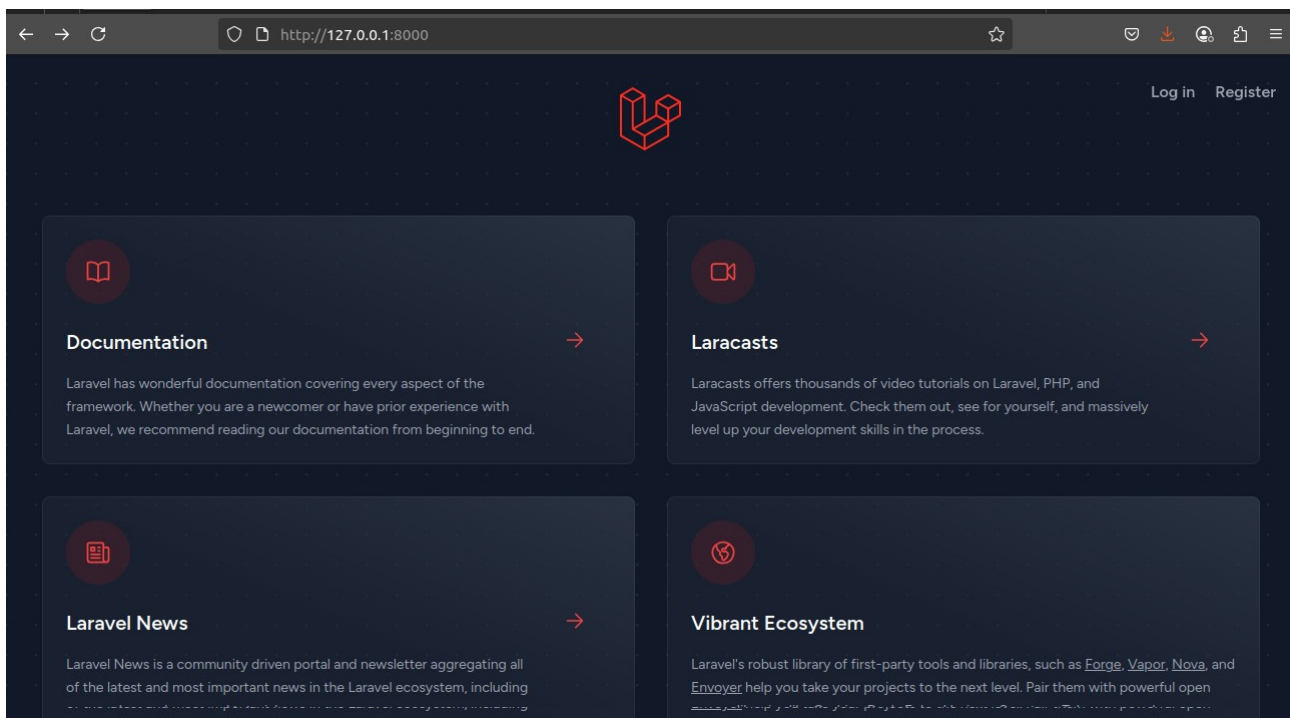 http://127.0.0.1:8000
Log in Register
Documentation
Laravel has wonderful documentation covering every aspect of the
framework. Whether you are a newcomer or have prior experience with
Laravel, we recommend reading our documentation from beginning to end.
Laracasts
Laracasts offers thousands of video tutorials on Laravel, PHP, and
JavaScript development. Check them out, see for yourself, and massively
level up your development skills in the process.
Laravel News
Laravel News is a community driven portal and newsletter aggregating all
of the latest and most important news in the Laravel ecosystem, including
Vibrant Ecosystem
Laravel's robust library of first-party tools and libraries, such as Forge, Vapor, Nova, and
Envoyer help you take your projects to the next level. Pair them with powerful open